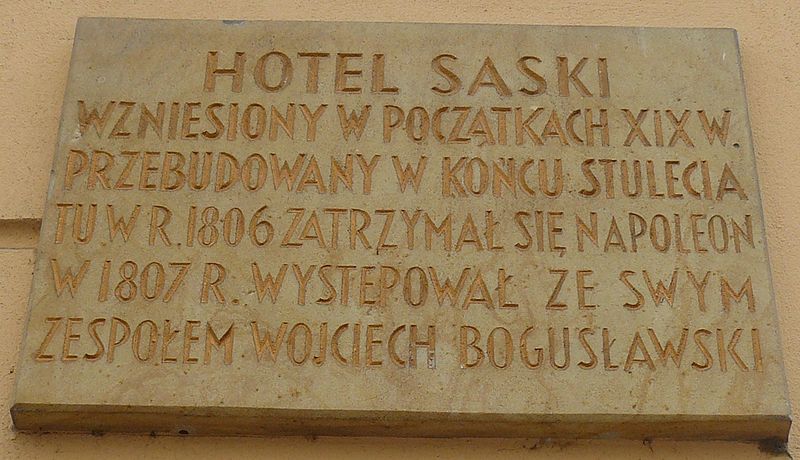 HOTEL SASKI
WZNIESIONY W POCZĄTKACH XIX W.
PRZEBUDOWANY W KOŃCU STULECIA
TU W R. 1806 ZATRZYMAŁ SIĘ NAPOLEON
W 1807 R. WYSTĘPOWAŁ ZE SWYM
ZESPOŁEM WOJCIECH BOGUSŁAWSKI